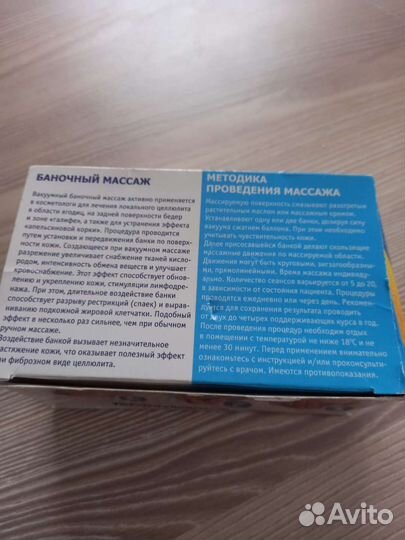 БАНОЧНЫЙ МАССАЖ
Вакуумный баночный массаж активно применяется
в косметологии для лечения локального целлюлита
в области ягодиц, на задней поверхности бедер
и зоне «галифе», а также для устранения эффекта
«апельсиновой корки». Процедура проводится
путем установки и передвижения банки по поверх-
ности кожи. Создающееся при вакуумном массаже
разрежение увеличивает снабжение тканей кисло-
родом, интенсивность обмена веществ и улучшает
кровоснабжение. Этот эффект способствует обнов-
лению и укреплению кожи, стимуляции лимфодре-
нажа. При этом, длительное воздействие банки
способствует разрыву рестрикций (спаек) и вырав-
ниванию подкожной жировой клетчатки. Подобный
эффект в несколько раз сильнее, чем при обычном
ручном массаже.
Воздействие банкой вызывает незначительное
растяжение кожи, что оказывает полезный эффект
при фиброзном виде целлюлита.
МЕТОДИКА
ПРОВЕДЕНИЯ МАССАЖА
Массируемую поверхность смазывают разогретым
растительным маслом или массажным кремом.
Устанавливают одну или две банки, дозируя силу
вакуума сжатием баллона. При этом необходимо
учитывать чувствительность кожи.
Далее присосавшейся банкой делают скользящие
массажные движения по массируемой области.
Движения могут быть круговыми, зигзагообразны-
ми, прямолинейными. Время массажа индивиду-
ально. Количество сеансов варьируется от 5 до 20,
в зависимости от состояния пациента. Процедуры
проводятся ежедневно или через день. Рекомен-
дуется для сохранения результата проводить
от двух до четырех поддерживающих курса в год.
После проведения процедур необходим отдых
в помещении с температурой не ниже 18°С и не
менее 30 минут. Перед применением внимательно
ознакомьтесь с инструкцией и/или проконсульти-
руйтесь с врачом. Имеются противопоказания.
Avito